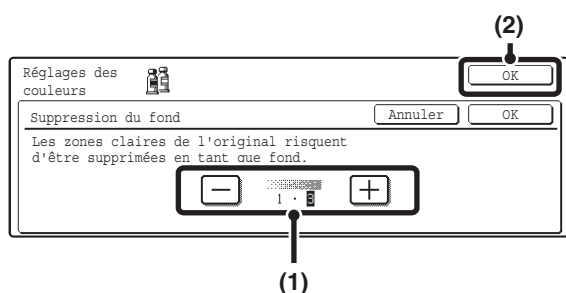 (2)
Réglages des
couleurs
OK
Suppression du fond
Annuler
OK
Les zones claires de l'original risquent
d'être supprimées en tant que fond.
1 · 3
(1)